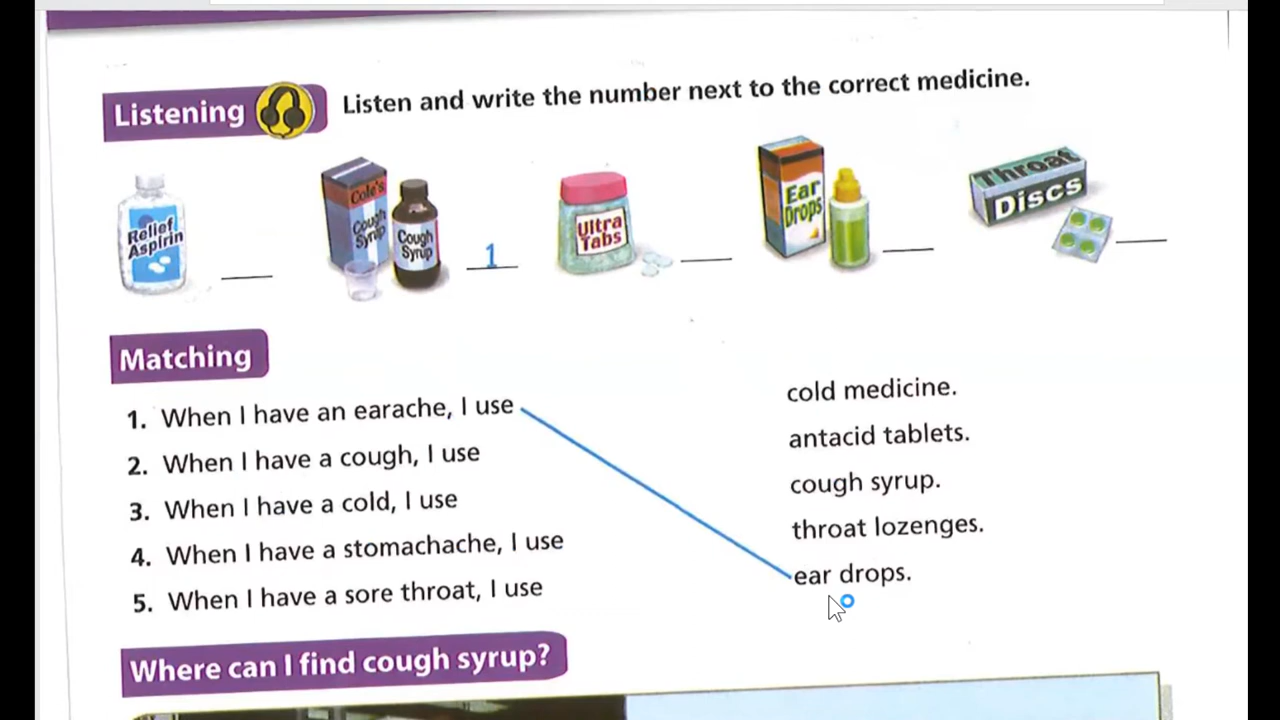 Listening
Listen and write the number next to the correct medicine.
Relief
Aspirin
Cole's
Cough
Syrup
Cough
Syrup
1
Ultra
Tabs
Ear
Drops
Throat
Discs
Matching
1. When I have an earache, I use
2. When I have a cough, I use
3. When I have a cold, I use
4. When I have a stomachache, I use
5. When I have a sore throat, I use
cold medicine.
antacid tablets.
cough syrup.
throat lozenges.
ear drops.
Where can I find cough syrup?